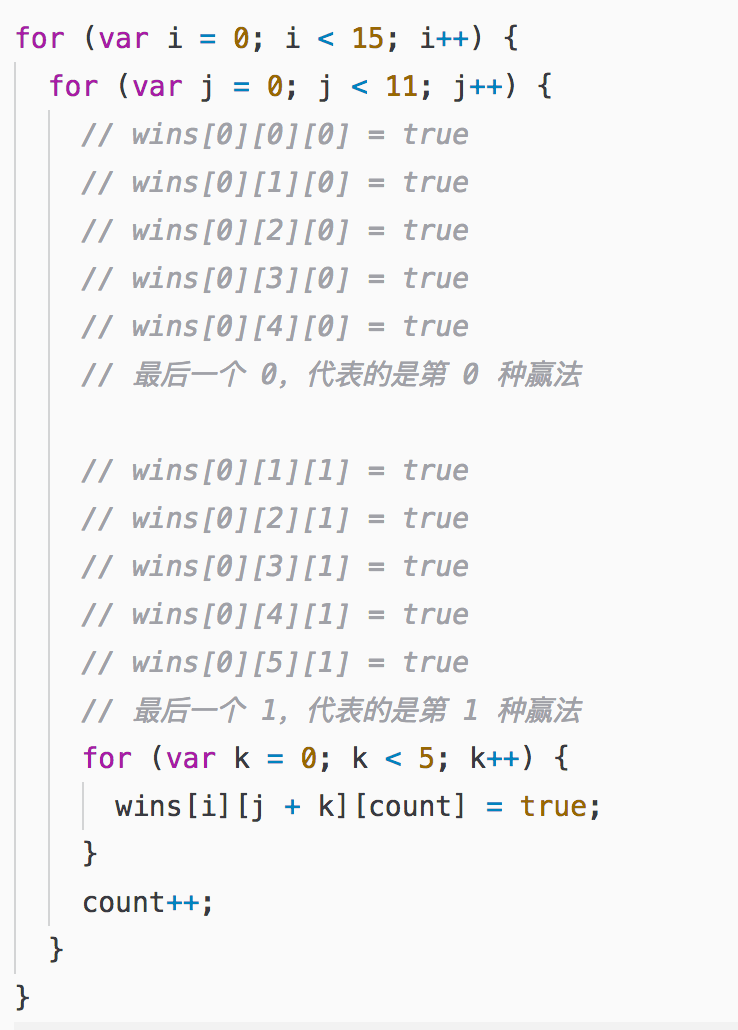 for (var i = 0; i < 15; i++) {
for (var j = 0; j < 11; j++) {
// wins[0][0][0] = true
// wins[0][1][0] = true
// wins[0][2][0] = true
// wins[0][3][0] = true
// wins[0][4][0] = true
// 最后一个 0, 代表的是第 0 种赢法
// wins[0][1][1] = true
// wins[0][2][1] = true
// wins[0][3][1] = true
// wins[0][4][1] = true
// wins[0][5][1] = true
// 最后一个 1, 代表的是第 1 种赢法
for (var k = 0; k < 5; k++) {
wins[i][j + k][count] = true;
}
count++;
}
}